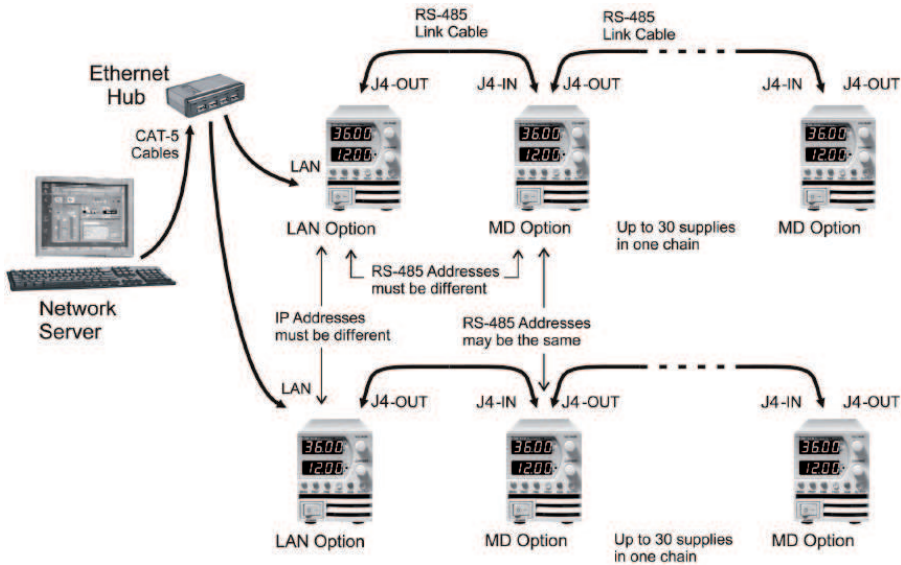 RS-485
Link Cable
RS-485
Link Cable
Ethernet
Hub
J4-OUT
J4-IN
J4-OUT
J4-IN
J4-OUT
CAT-5
Cables
36.00
12.00
36.00
12.00
36.00
12.00
LAN
LAN Option
MD Option
Up to 30 supplies
in one chain
MD Option
RS-485 Addresses
must be different
Network
Server
IP Addresses
must be different
RS-485 Addresses
may be the same
LAN
J4-OUT
J4-IN
J4-OUT
J4-IN
J4-OUT
36.00
12.00
36.00
12.00
36.00
12.00
LAN Option
MD Option
Up to 30 supplies
in one chain
MD Option